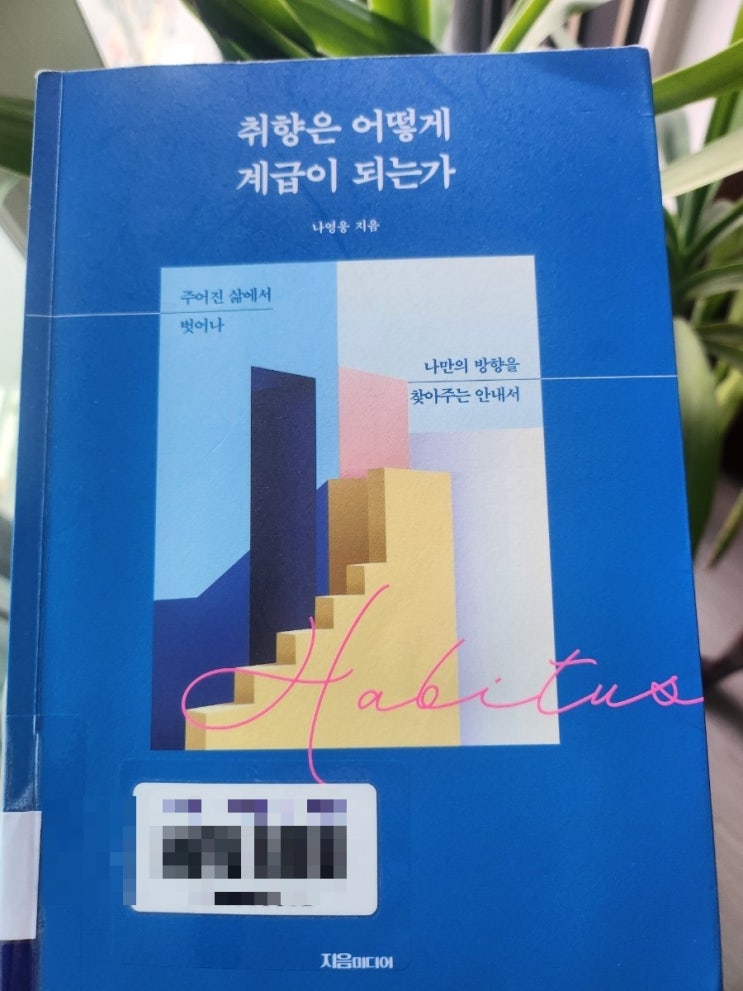 취향은 어떻게
계급이 되는가
나영웅 지음
주어진 삶에서
벗어나
나만의 방향을
찾아주는 안내서
Habitus
지음미디어